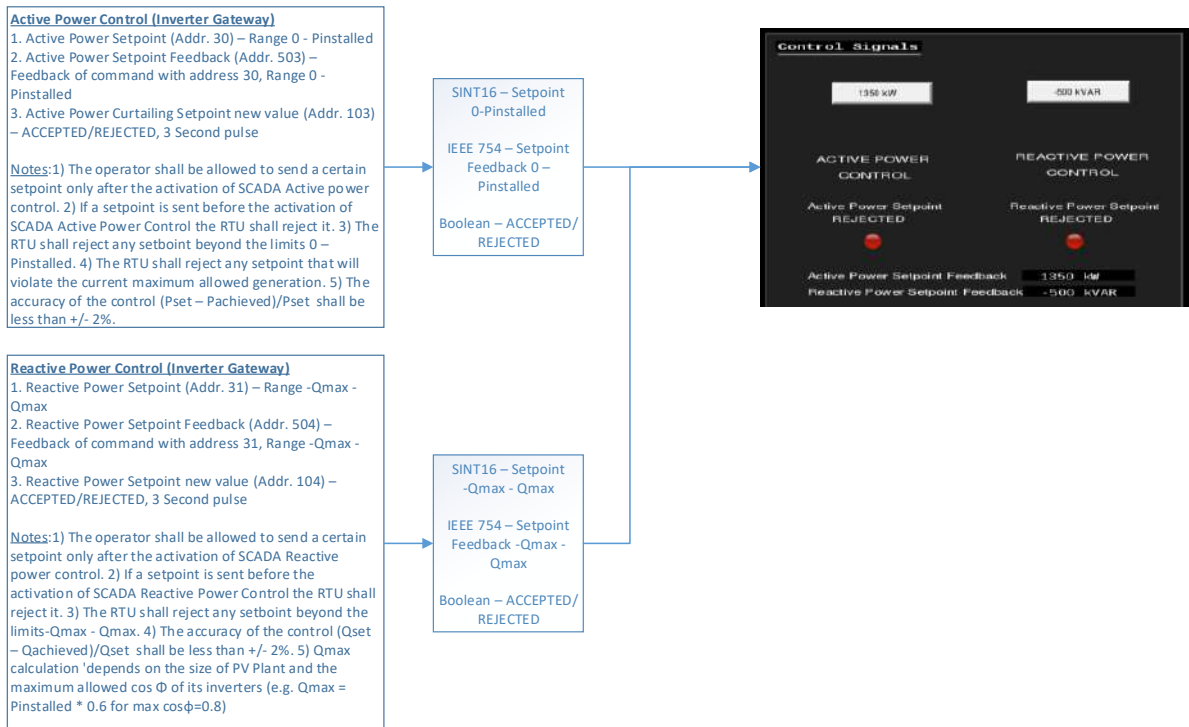 Active Power Control (Inverter Gateway)
1. Active Power Setpoint (Addr. 30) – Range 0 - Pinstalled
2. Active Power Setpoint Feedback (Addr. 503) –
Feedback of command with address 30, Range 0 -
Pinstalled
3. Active Power Curtailing Setpoint new value (Addr. 103)
– ACCEPTED/REJECTED, 3 Second pulse
Notes:1) The operator shall be allowed to send a certain
setpoint only after the activation of SCADA Active power
control. 2) If a setpoint is sent before the activation of
SCADA Active Power Control the RTU shall reject it. 3) The
RTU shall reject any setboint beyond the limits 0 –
Pinstalled. 4) The RTU shall reject any setpoint that will
violate the current maximum allowed generation. 5) The
accuracy of the control (Pset – Pachieved)/Pset shall be
less than +/- 2%.
SINT16 – Setpoint
0-Pinstalled
IEEE 754 – Setpoint
Feedback 0 –
Pinstalled
Boolean – ACCEPTED/
REJECTED
Control Signals
1350 kW
-500 kVAR
ACTIVE POWER
CONTROL
REACTIVE POWER
CONTROL
Active Power Setpoint
REJECTED
Reactive Power Setpoint
REJECTED
Active Power Setpoint Feedback 1350 kW
Reactive Power Setpoint Feedback -500 kVAR
Reactive Power Control (Inverter Gateway)
1. Reactive Power Setpoint (Addr. 31) – Range -Qmax -
Qmax
2. Reactive Power Setpoint Feedback (Addr. 504) –
Feedback of command with address 31, Range -Qmax -
Qmax
3. Reactive Power Setpoint new value (Addr. 104) –
ACCEPTED/REJECTED, 3 Second pulse
Notes:1) The operator shall be allowed to send a certain
setpoint only after the activation of SCADA Reactive
power control. 2) If a setpoint is sent before the
activation of SCADA Reactive Power Control the RTU shall
reject it. 3) The RTU shall reject any setboint beyond the
limits-Qmax - Qmax. 4) The accuracy of the control (Qset
– Qachieved)/Qset shall be less than +/- 2%. 5) Qmax
calculation 'depends on the size of PV Plant and the
maximum allowed cos Φ of its inverters (e.g. Qmax =
Pinstalled * 0.6 for max cosφ=0.8)
SINT16 – Setpoint
-Qmax - Qmax
IEEE 754 – Setpoint
Feedback -Qmax -
Qmax
Boolean – ACCEPTED/
REJECTED